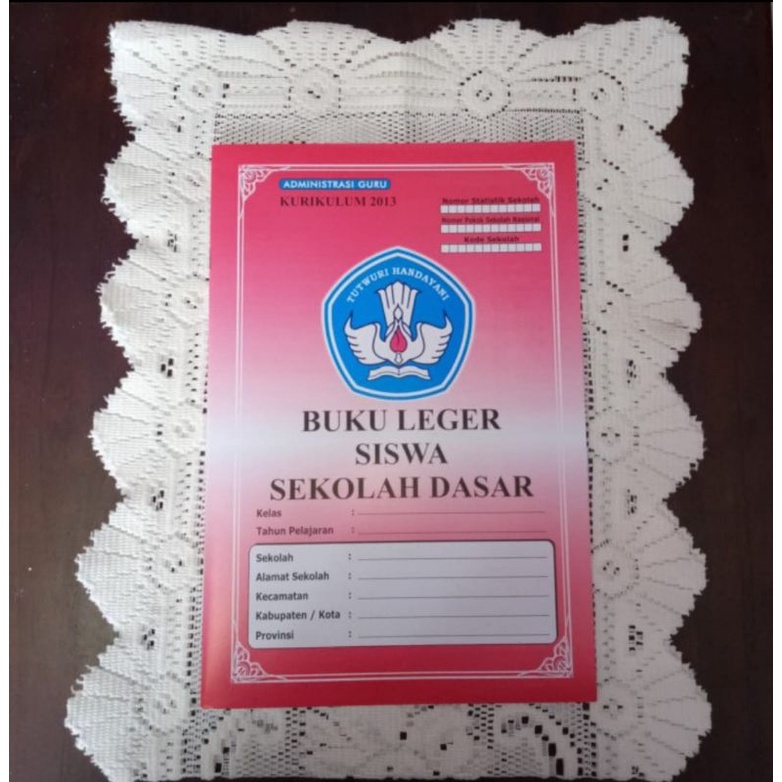 ADMINISTRASI GURU
KURIKULUM 2013
Nomor Statistik Sekolah
Nomor Pokok Sekolah Nasional
Kode Sekolah
TUTWURI HANDAYANI
BUKU LEGER
SISWA
SEKOLAH DASAR
Kelas :
Tahun Pelajaran :
Sekolah :
Alamat Sekolah :
Kecamatan :
Kabupaten / Kota :
Provinsi :